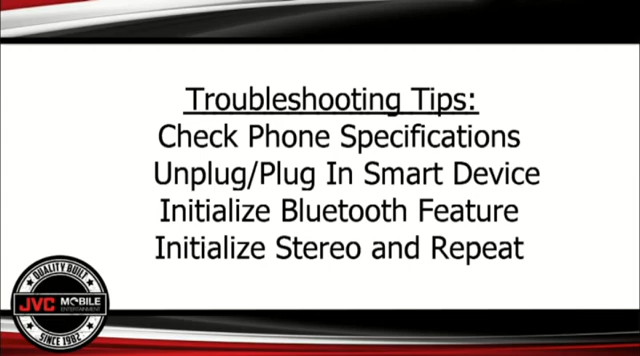 Troubleshooting Tips:
Check Phone Specifications
Unplug/Plug In Smart Device
Initialize Bluetooth Feature
Initialize Stereo and Repeat
QUALITY BUILT
JVC MOBILE
ENTERTAINMENT
SINCE 1982